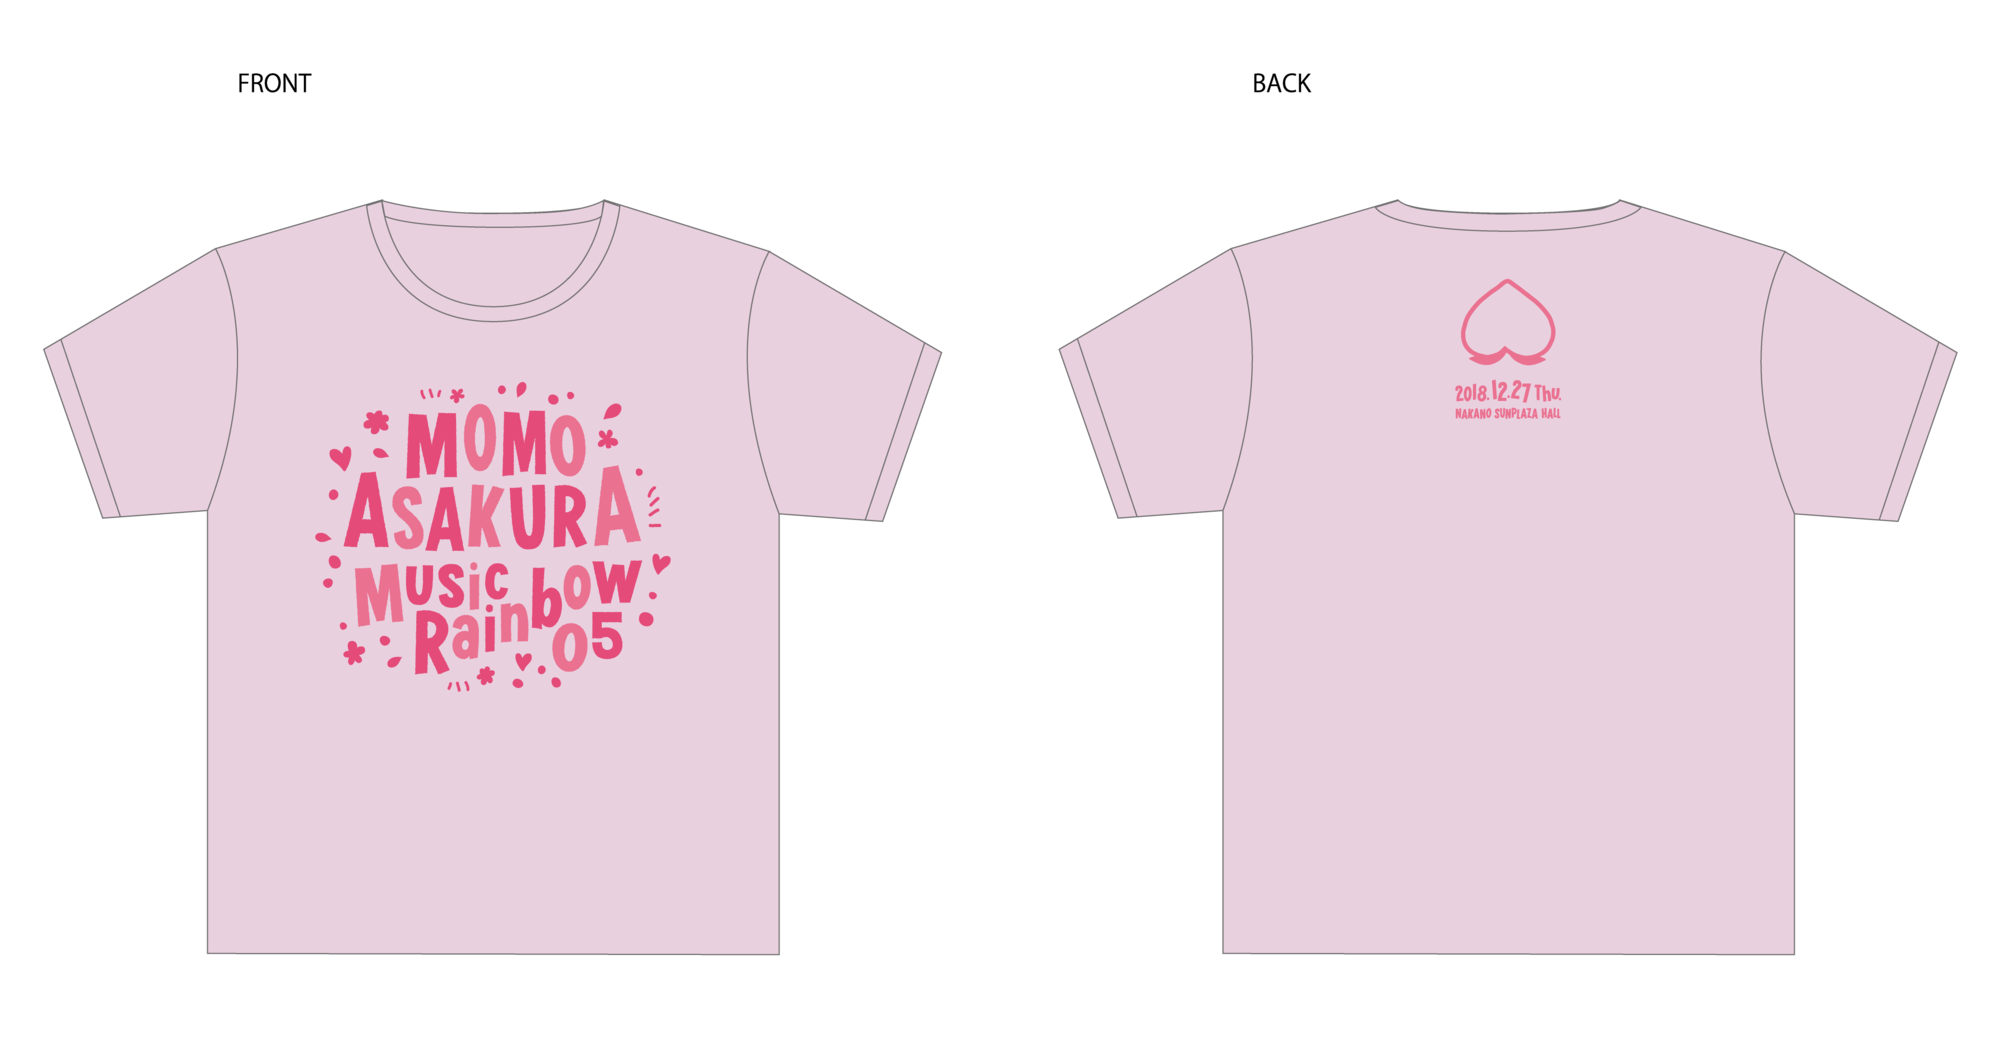 FRONT
MOMO
ASAKURA
Music
Rainbow
05
BACK
2018.12.27 Thu.
NAKANO SUNPLAZA HALL